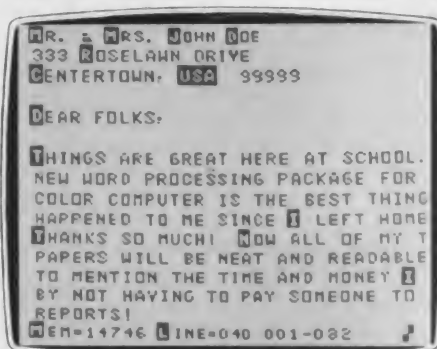 MR. & MRS. JOHN DOE
333 ROSELAWN DRIVE
CENTERTOWN, USA 99999
DEAR FOLKS,
THINGS ARE GREAT HERE AT SCHOOL.
NEW WORD PROCESSING PACKAGE FOR
COLOR COMPUTER IS THE BEST THING
HAPPENED TO ME SINCE I LEFT HOME
THANKS SO MUCH! NOW ALL OF MY T
PAPERS WILL BE NEAT AND READABLE
TO MENTION THE TIME AND MONEY I
BY NOT HAVING TO PAY SOMEONE TO
REPORTS!
MEM=14746 LINE=040 001-032